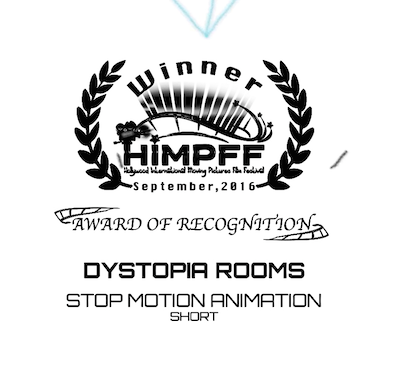 Winner
HIMPFF
Hollywood International Moving Pictures Film Festival
September,2016
AWARD OF RECOGNITION
DYSTOPIA ROOMS
STOP MOTION ANIMATION
SHORT